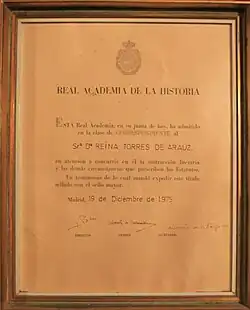 REAL ACADEMIA DE LA HISTORIA
ESTA Real Academia, en su junta de hoy, ha admitido
en la clase de CORRESPONDIENTE al
Srª Dª REINA TORRES DE ARAUZ,
en atención a concurrir en él la instrucción literaria
y las demás circunstancias que prescriben los Estatutos.
En testimonio de lo cual mandó expedir este título
sellado con el sello mayor.
Madrid, 19 de Diciembre de 1975
DIRECTOR